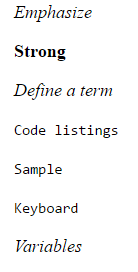 Emphasize
Strong
Define a term
Code listings
Sample
Keyboard
Variables